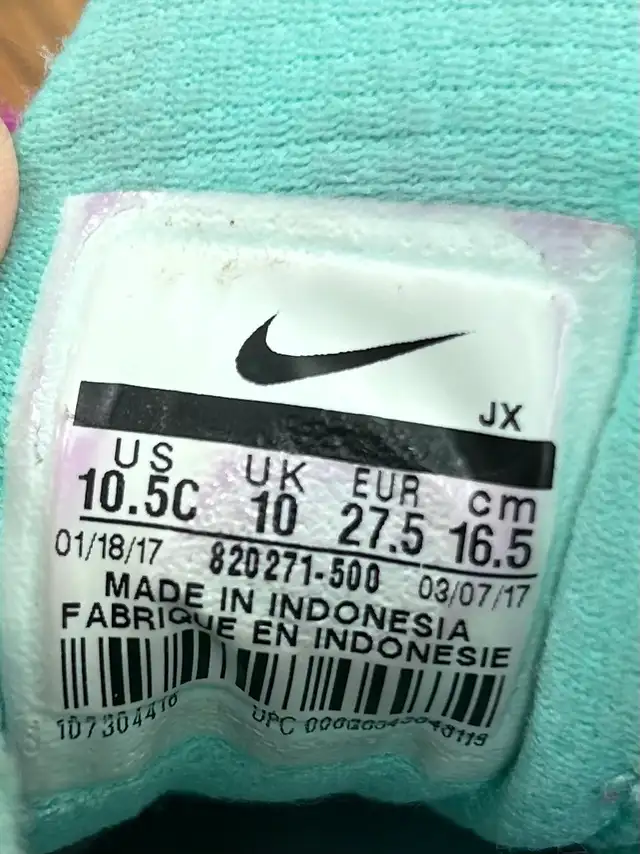 JX
US UK EUR cm
10.5C 10 27.5 16.5
01/18/17 820271-500 03/07/17
MADE IN INDONESIA
FABRIQUE EN INDONESIE
UPC